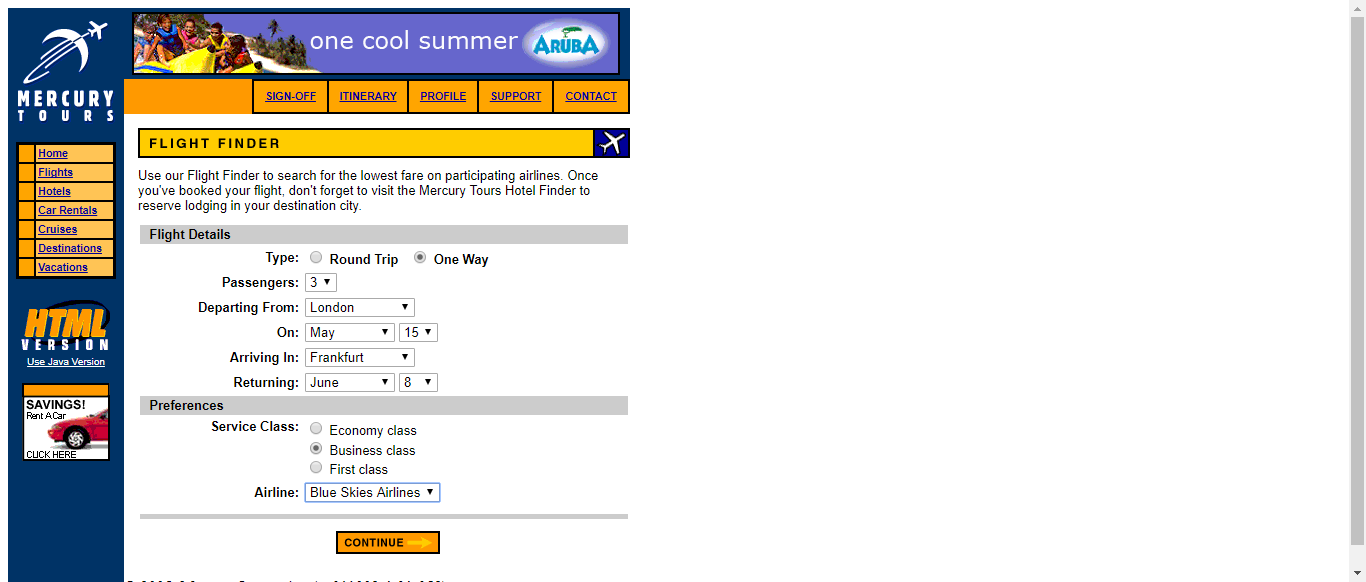 one cool summer ARUBA
MERCURY
TOURS
SIGN-OFF ITINERARY PROFILE SUPPORT CONTACT
Home
Flights
Hotels
Car Rentals
Cruises
Destinations
Vacations
HTML
VERSION
Use Java Version
SAVINGS!
Rent A Car
CLICK HERE
FLIGHT FINDER
Use our Flight Finder to search for the lowest fare on participating airlines. Once
you've booked your flight, don't forget to visit the Mercury Tours Hotel Finder to
reserve lodging in your destination city.
Flight Details
Type: Round Trip One Way
Passengers: 3
Departing From: London
On: May 15
Arriving In: Frankfurt
Returning: June 8
Preferences
Service Class: Economy class
Business class
First class
Airline: Blue Skies Airlines
CONTINUE